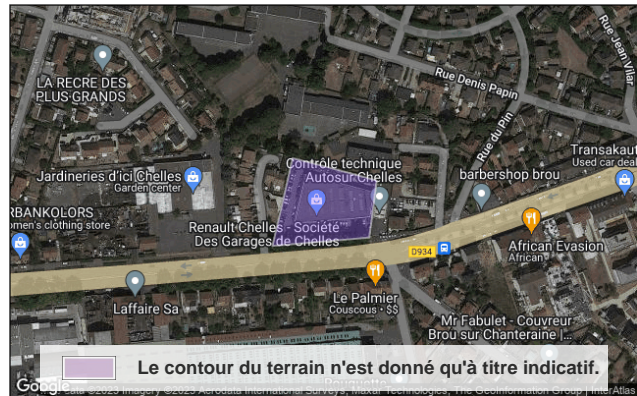 Rue Jean Vilar
LA RECRE DES
PLUS GRANDS
Rue Denis Papin
Rue du Pin
Transakaut
Used car deal
Contrôle technique
Autosur Chelles
Jardineries d'ici Chelles
Garden center
barbershop brou
RBANKOLORS
omen's clothing store
Renault Chelles - Société
Des Garages de Chelles
D934
African Evasion
African
Laffaire Sa
Le Palmier
Couscous • $$
Mr Fabulet - Couvreur
Brou sur Chanteraine |...
Le contour du terrain n'est donné qu'à titre indicatif.
Google
©2023 Imagery ©2023 Aerodata International Surveys, Maxar Technologies, The GeoInformation Group | InterAtlas